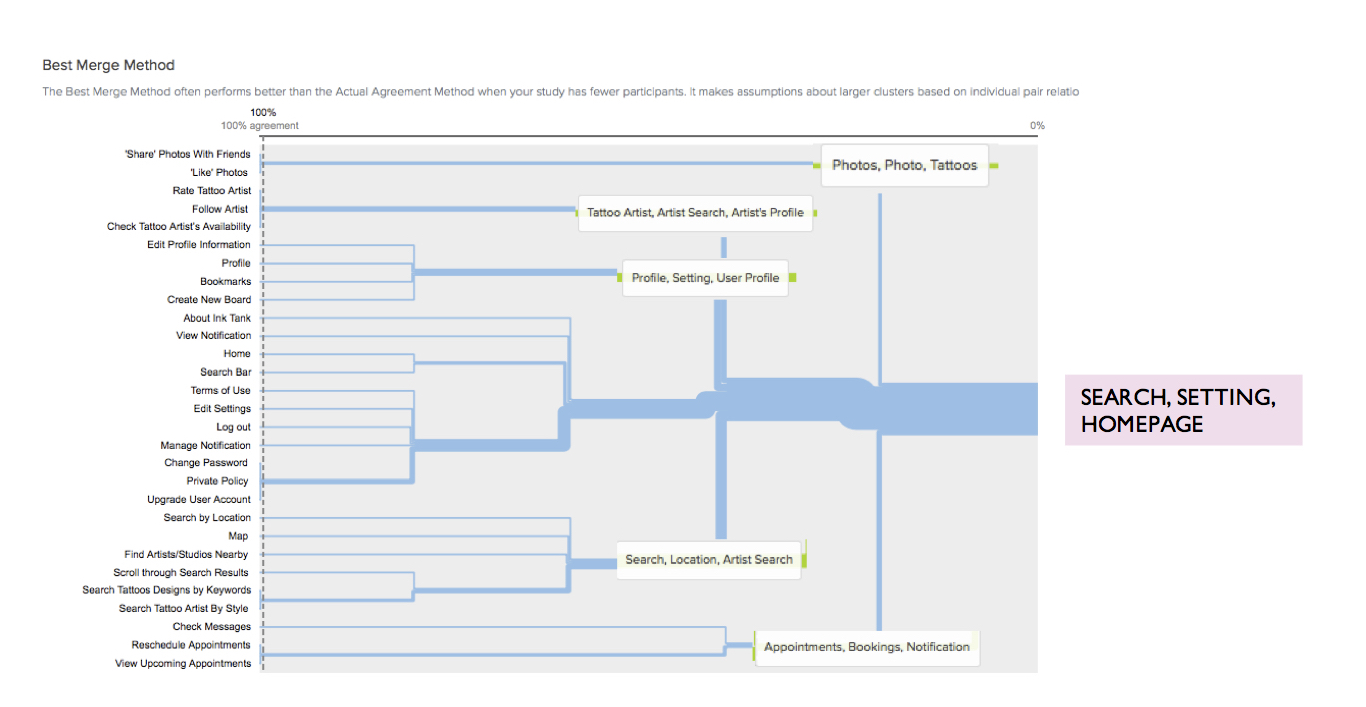 Best Merge Method
The Best Merge Method often performs better than the Actual Agreement Method when your study has fewer participants. It makes assumptions about larger clusters based on individual pair relatio
100%
100% agreement
0%
'Share' Photos With Friends
'Like' Photos
Rate Tattoo Artist
Follow Artist
Check Tattoo Artist's Availability
Edit Profile Information
Profile
Bookmarks
Create New Board
About Ink Tank
View Notification
Home
Search Bar
Terms of Use
Edit Settings
Log out
Manage Notification
Change Password
Private Policy
Upgrade User Account
Search by Location
Map
Find Artists/Studios Nearby
Scroll through Search Results
Search Tattoos Designs by Keywords
Search Tattoo Artist By Style
Check Messages
Reschedule Appointments
View Upcoming Appointments
Photos, Photo, Tattoos
Tattoo Artist, Artist Search, Artist's Profile
Profile, Setting, User Profile
Search, Location, Artist Search
Appointments, Bookings, Notification
SEARCH, SETTING,
HOMEPAGE